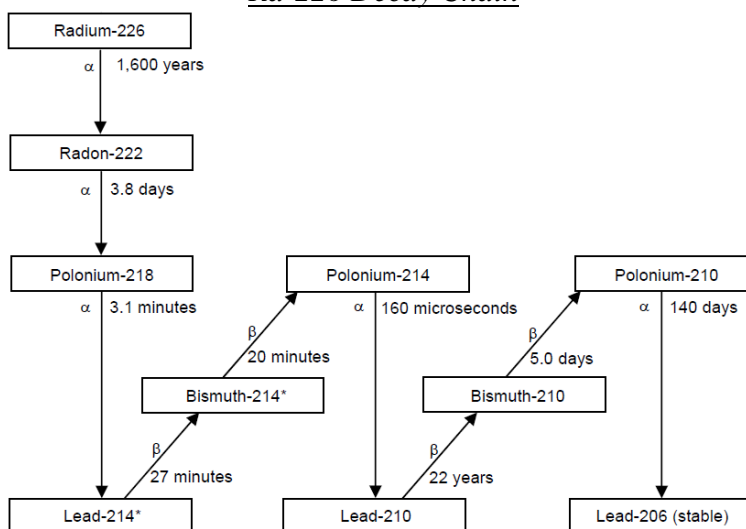 Radium-226
α 1,600 years
Radon-222
α 3.8 days
Polonium-218
α 3.1 minutes
Lead-214*
β
27 minutes
Bismuth-214*
β
20 minutes
Polonium-214
α 160 microseconds
Lead-210
β
22 years
Bismuth-210
β
5.0 days
Polonium-210
α 140 days
Lead-206 (stable)